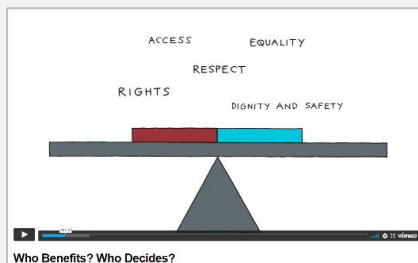 ACCESS
EQUALITY
RESPECT
RIGHTS
DIGNITY AND SAFETY
vimeo
Who Benefits? Who Decides?